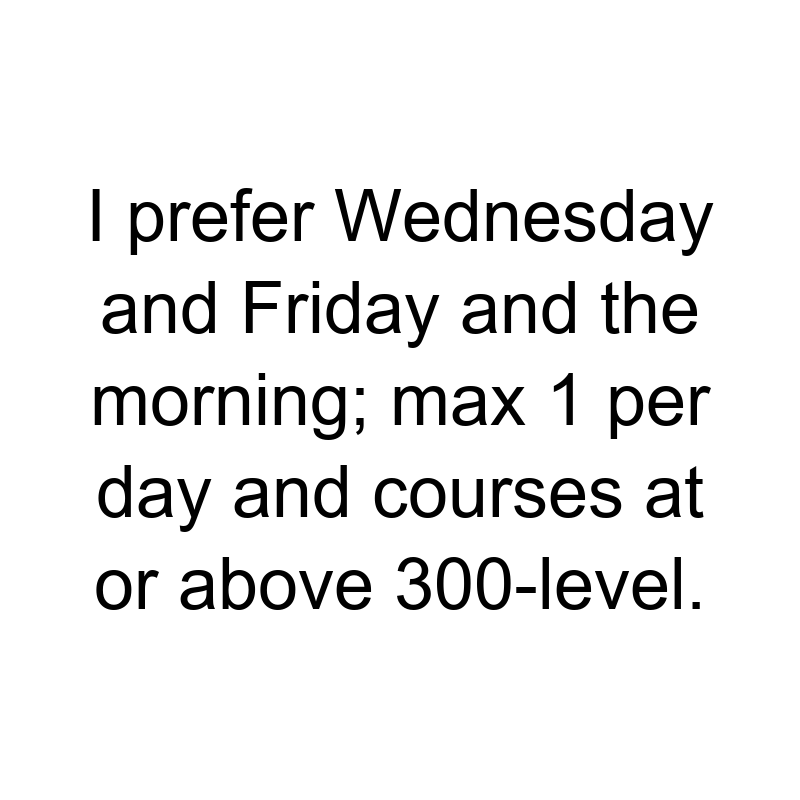 I prefer Wednesday
and Friday and the
morning; max 1 per
day and courses at
or above 300-level.